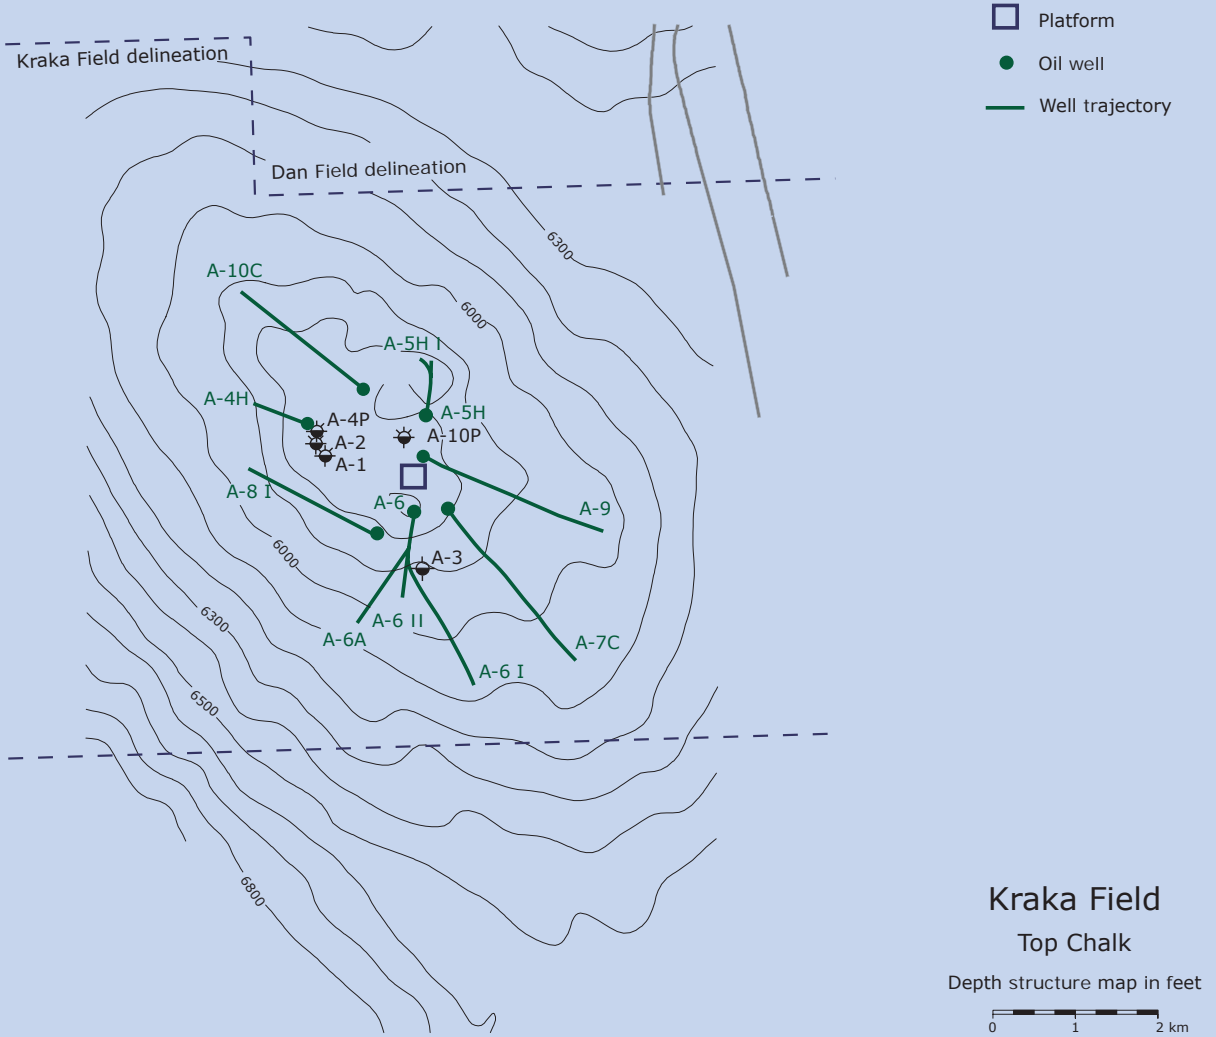 Platform
Oil well
Well trajectory
Kraka Field delineation
Dan Field delineation
6300
A-10C
6000
A-5H I
A-4H
A-4P
A-5H
A-10P
A-2
A-1
A-8 I
A-6
A-9
6000
A-3
6300
A-6 II
A-6A
A-7C
A-6 I
6500
6800
Kraka Field
Top Chalk
Depth structure map in feet
0 1 2 km